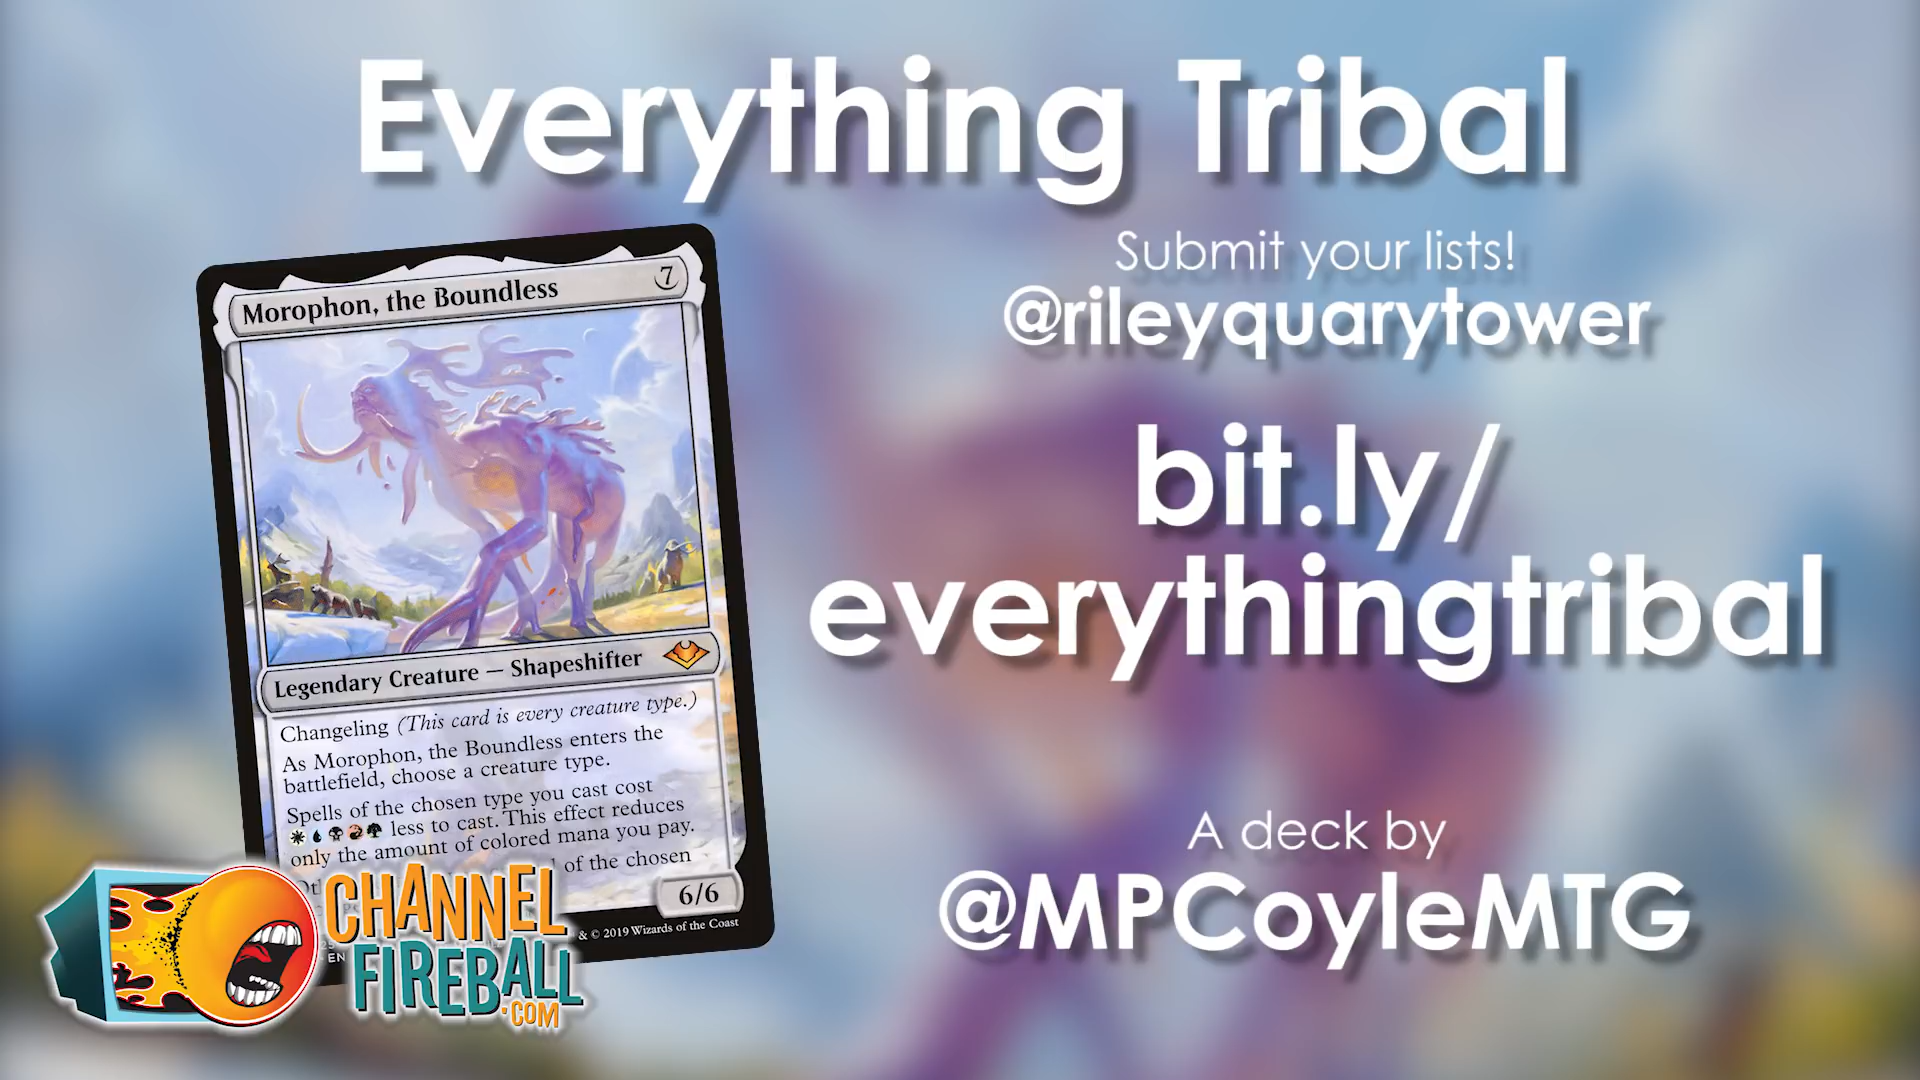 Everything Tribal
Submit your lists!
@rileyquarytower
bit.ly/
everythingtribal
A deck by
@MPCoyleMTG
Morophon, the Boundless 7
Legendary Creature — Shapeshifter
Changeling (This card is every creature type.)
As Morophon, the Boundless enters the
battlefield, choose a creature type.
Spells of the chosen type you cast cost
less to cast. This effect reduces
only the amount of colored mana you pay.
of the chosen
6/6
EN
& © 2019 Wizards of the Coast
CHANNEL
FIREBALL
.COM